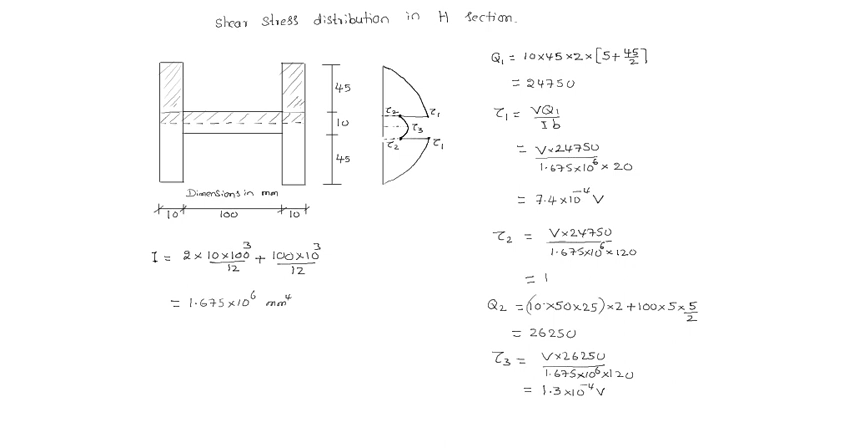 Shear stress distribution in H section.
45
10
45
τ2 τ1
τ3
τ2 τ1
Dimensions in mm
10 100 10
I = 2 × 10×100^3/12 + 100×10^3/12
= 1.675×10^6 mm^4
Q1 = 10×45×2×[5+45/2]
= 24750
τ1 = VQ1/Ib
= V×24750/1.675×10^6×20
= 7.4×10^-4 V
τ2 = V×24750/1.675×10^6×120
= 1
Q2 = (10×50×25)×2+100×5×5/2
= 26250
τ3 = V×26250/1.675×10^6×120
= 1.3×10^-4 V